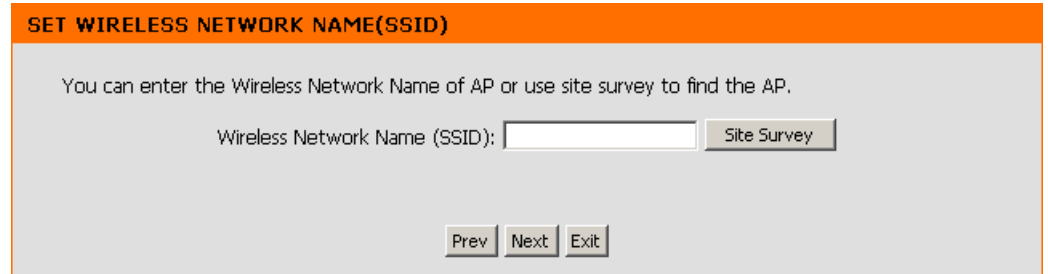 SET WIRELESS NETWORK NAME(SSID)
You can enter the Wireless Network Name of AP or use site survey to find the AP.
Wireless Network Name (SSID): Site Survey
Prev Next Exit